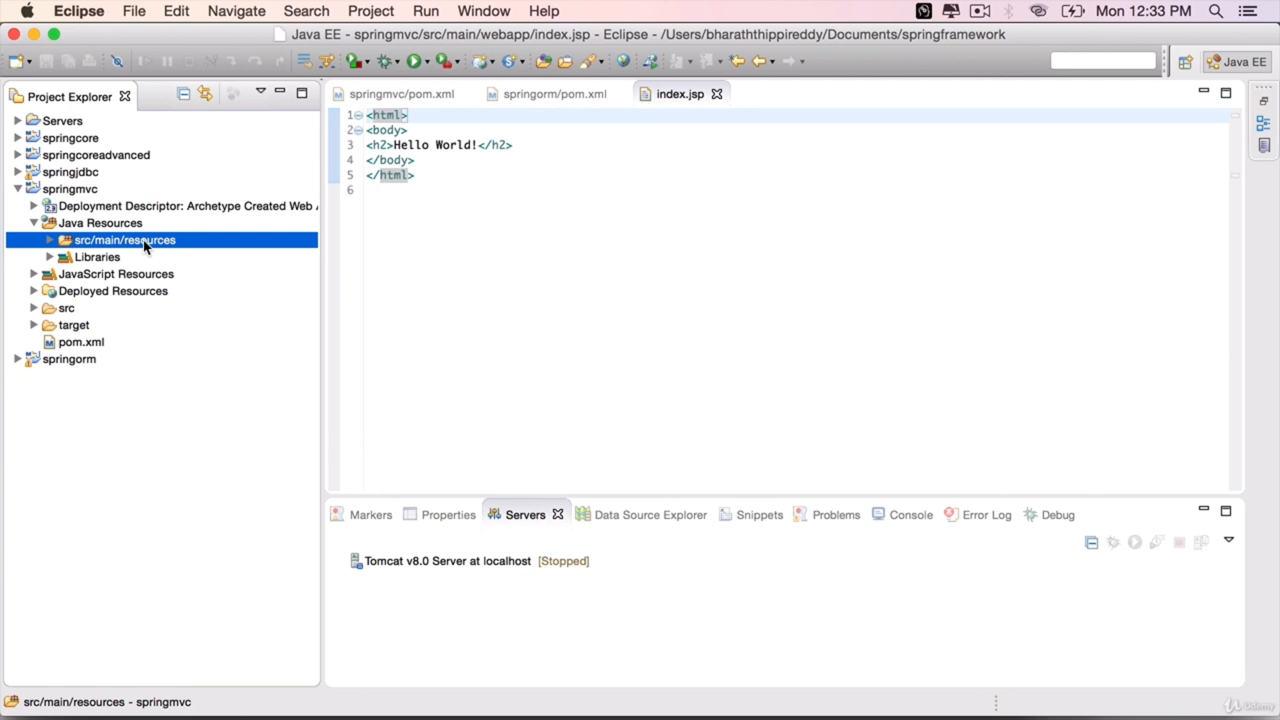 Eclipse File Edit Navigate Search Project Run Window Help Mon 12:33 PM
Java EE - springmvc/src/main/webapp/index.jsp - Eclipse - /Users/bharaththippireddy/Documents/springframework
Java EE
Project Explorer
springmvc/pom.xml springorm/pom.xml index.jsp
Servers
springcore
springcoreadvanced
springjdbc
springmvc
Deployment Descriptor: Archetype Created Web A
Java Resources
src/main/resources
Libraries
JavaScript Resources
Deployed Resources
src
target
pom.xml
springorm
1 <html>
2 <body>
3 <h2>Hello World!</h2>
4 </body>
5 </html>
6
Markers Properties Servers Data Source Explorer Snippets Problems Console Error Log Debug
Tomcat v8.0 Server at localhost [Stopped]
src/main/resources - springmvc
Udemy